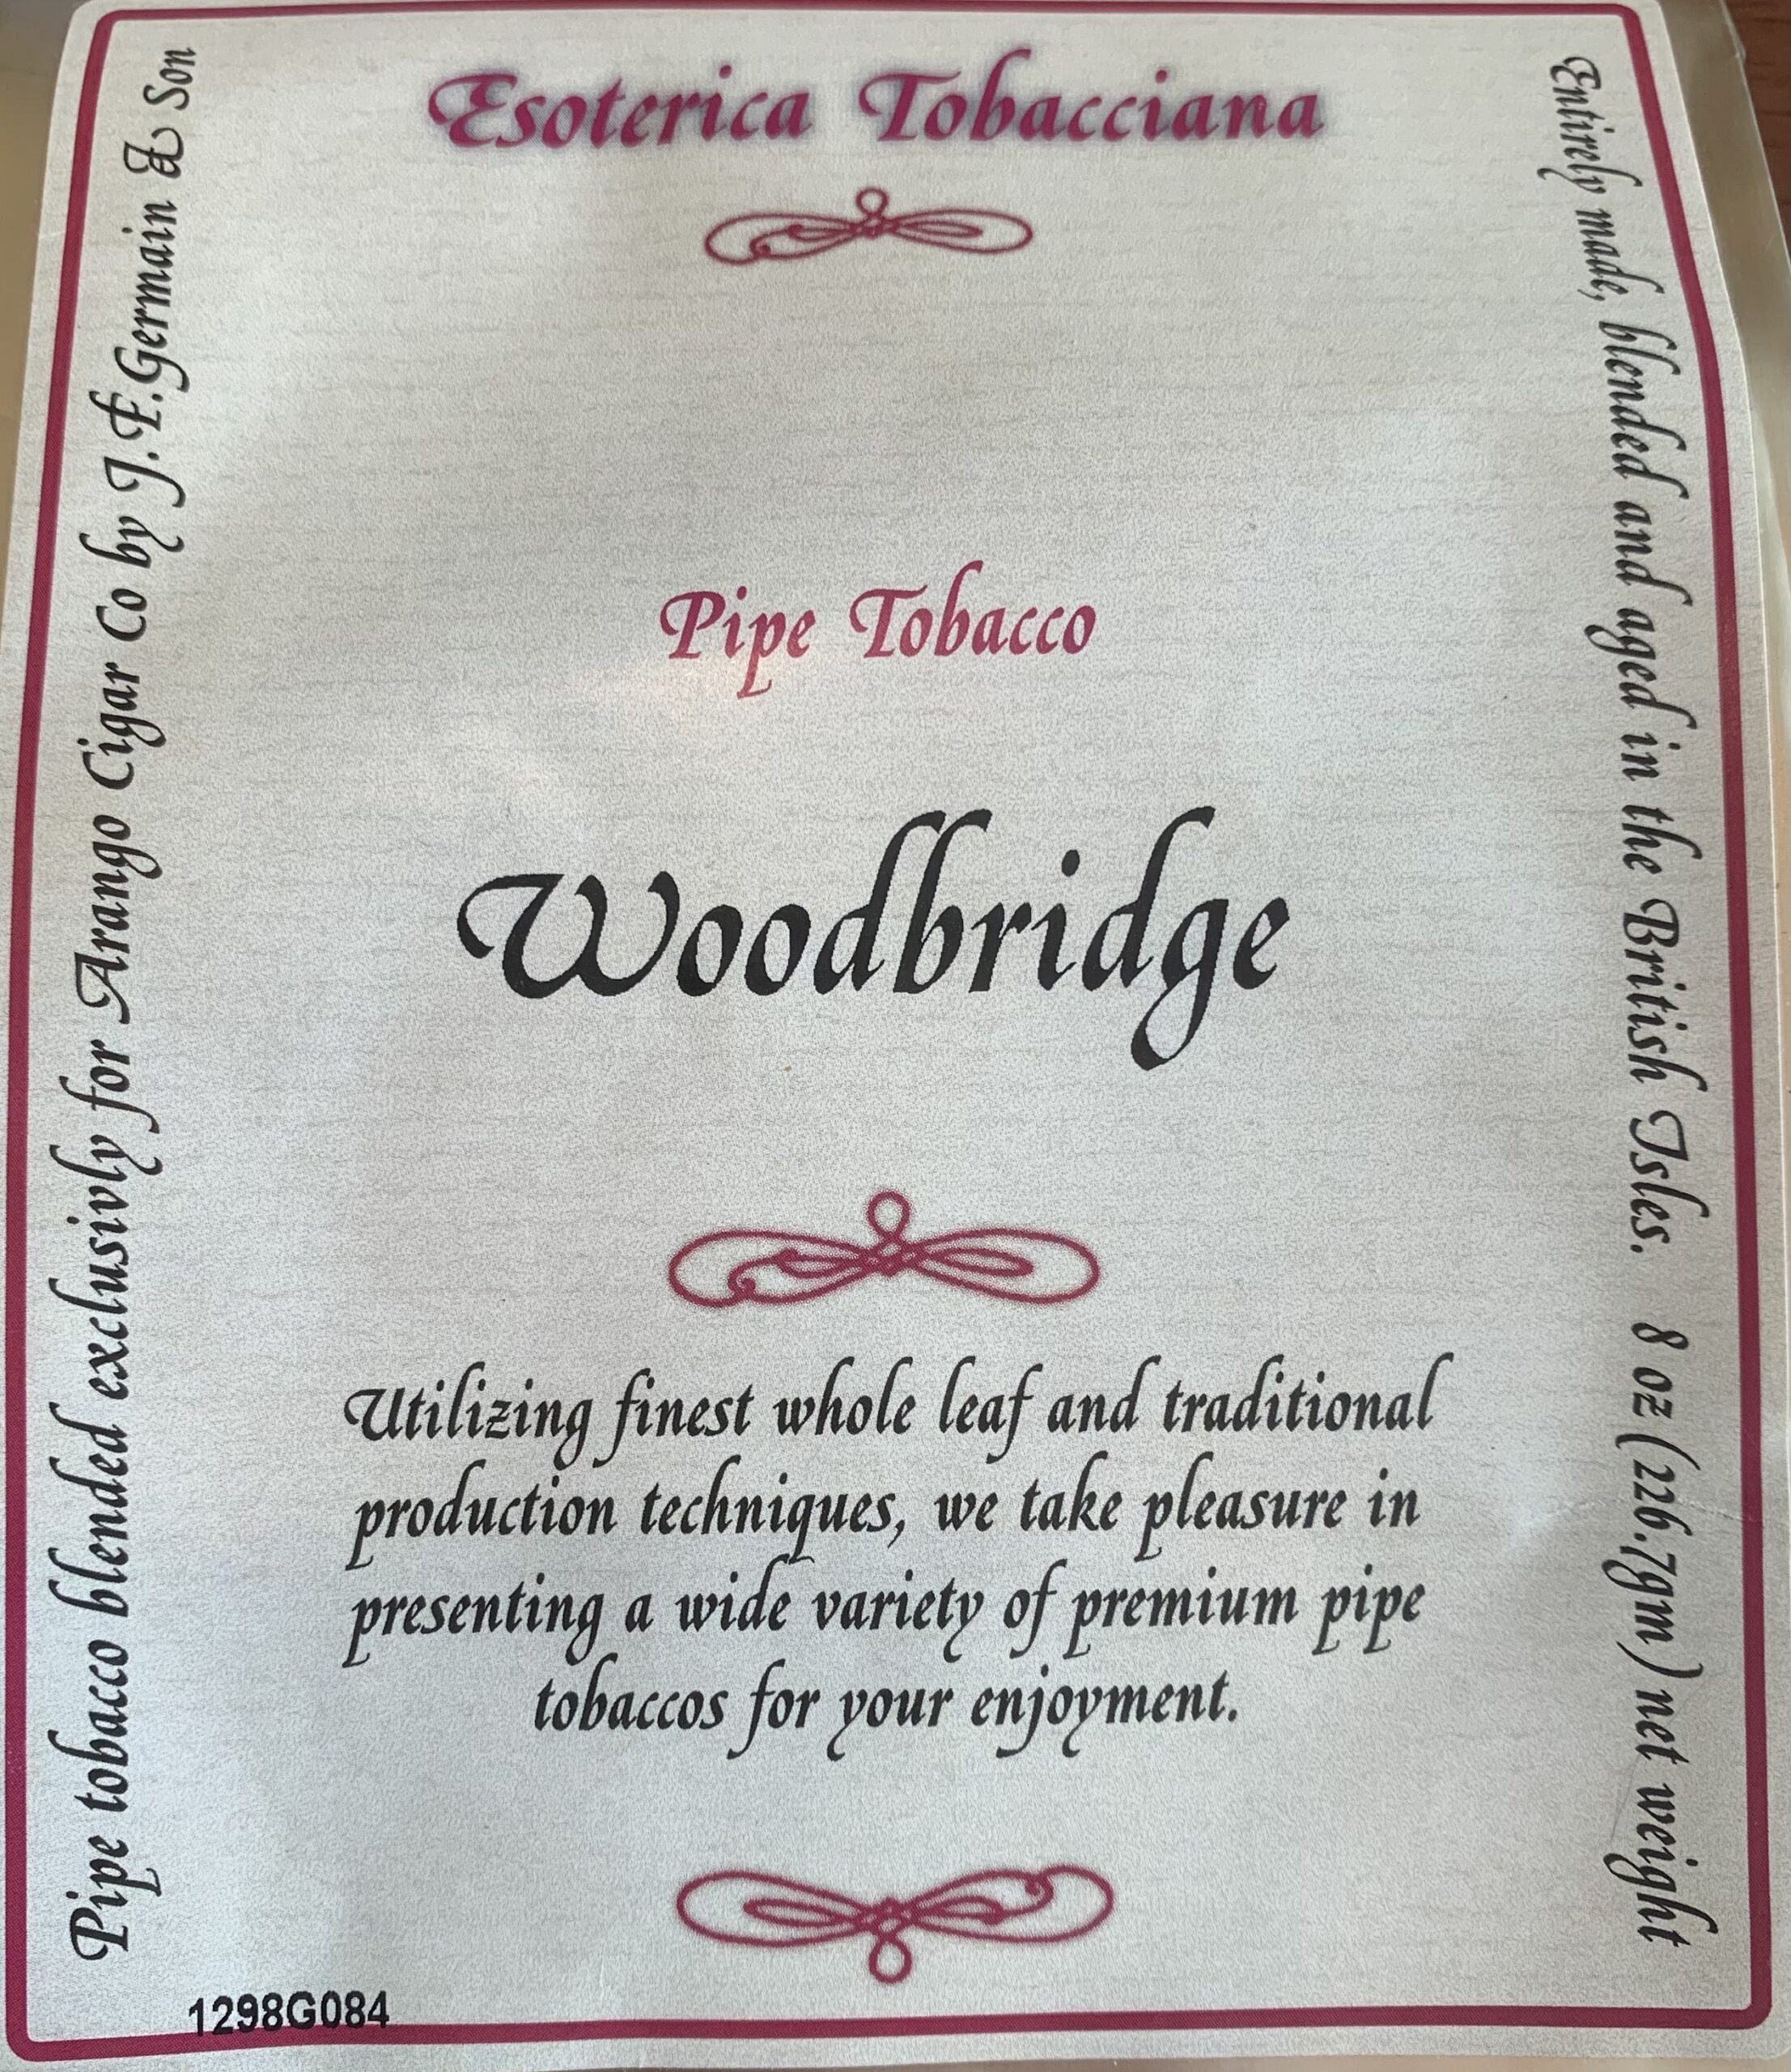 Esoterica Tobacciana
Pipe Tobacco
Woodbridge
Utilizing finest whole leaf and traditional
production techniques, we take pleasure in
presenting a wide variety of premium pipe
tobaccos for your enjoyment.
Pipe tobacco blended exclusivly for Arango Cigar Co by J.F.Germain & Son
Entirely made, blended and aged in the British Isles. 8 oz (226.7gm) net weight
1298G084